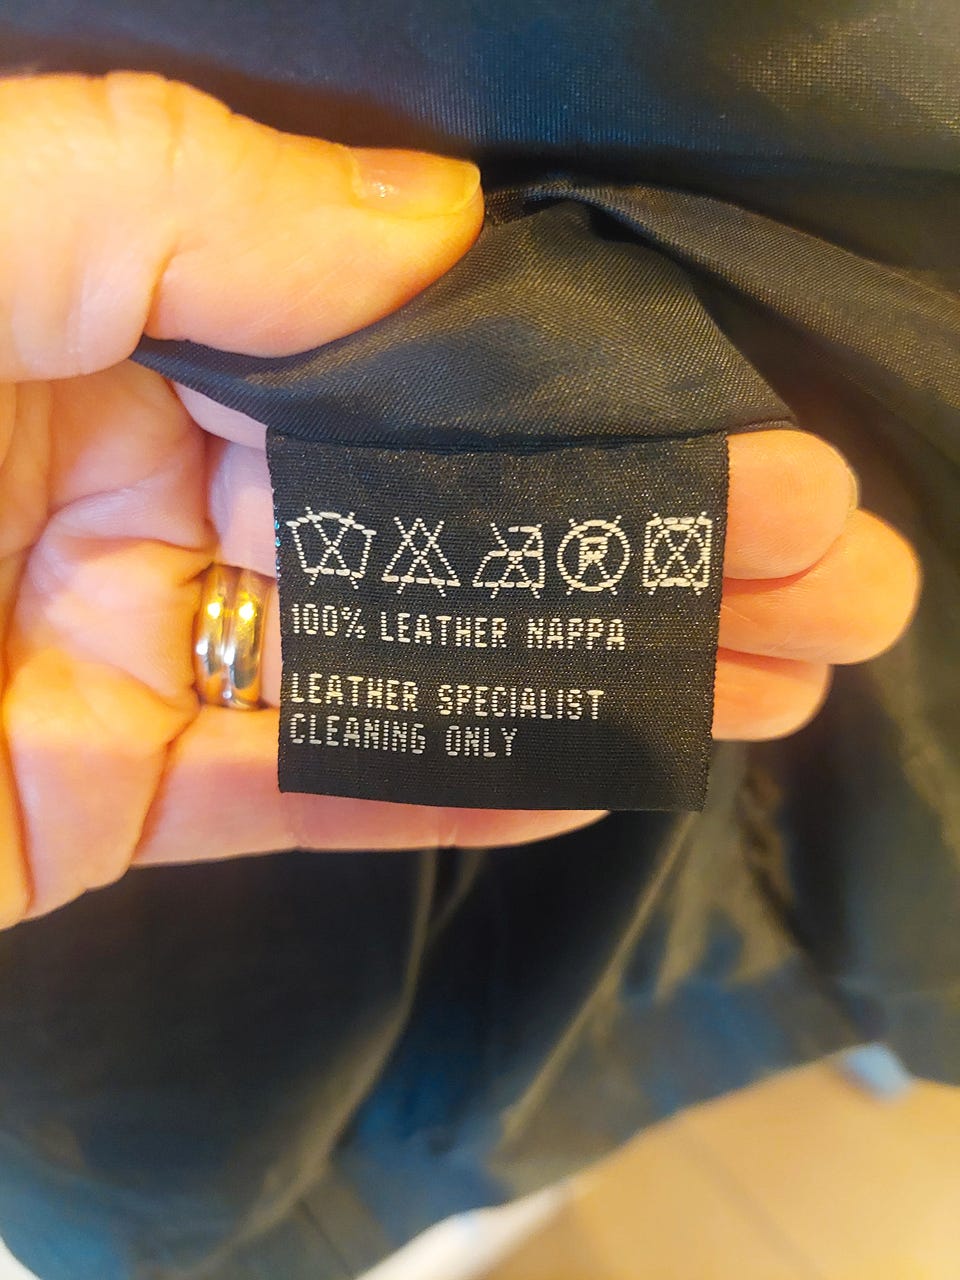 R
100% LEATHER NAPPA
LEATHER SPECIALIST
CLEANING ONLY